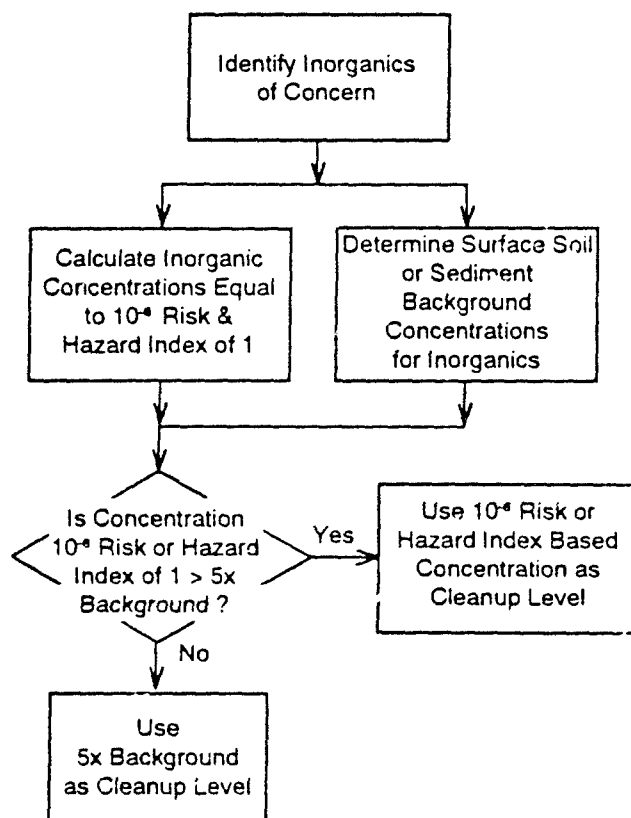 Identify Inorganics
of Concern
Calculate Inorganic
Concentrations Equal
to 10⁻⁶ Risk &
Hazard Index of 1
Determine Surface Soil
or Sediment
Background
Concentrations
for Inorganics
Is Concentration
10⁻⁶ Risk or Hazard
Index of 1 > 5x
Background ?
Yes
Use 10⁻⁶ Risk or
Hazard Index Based
Concentration as
Cleanup Level
No
Use
5x Background
as Cleanup Level